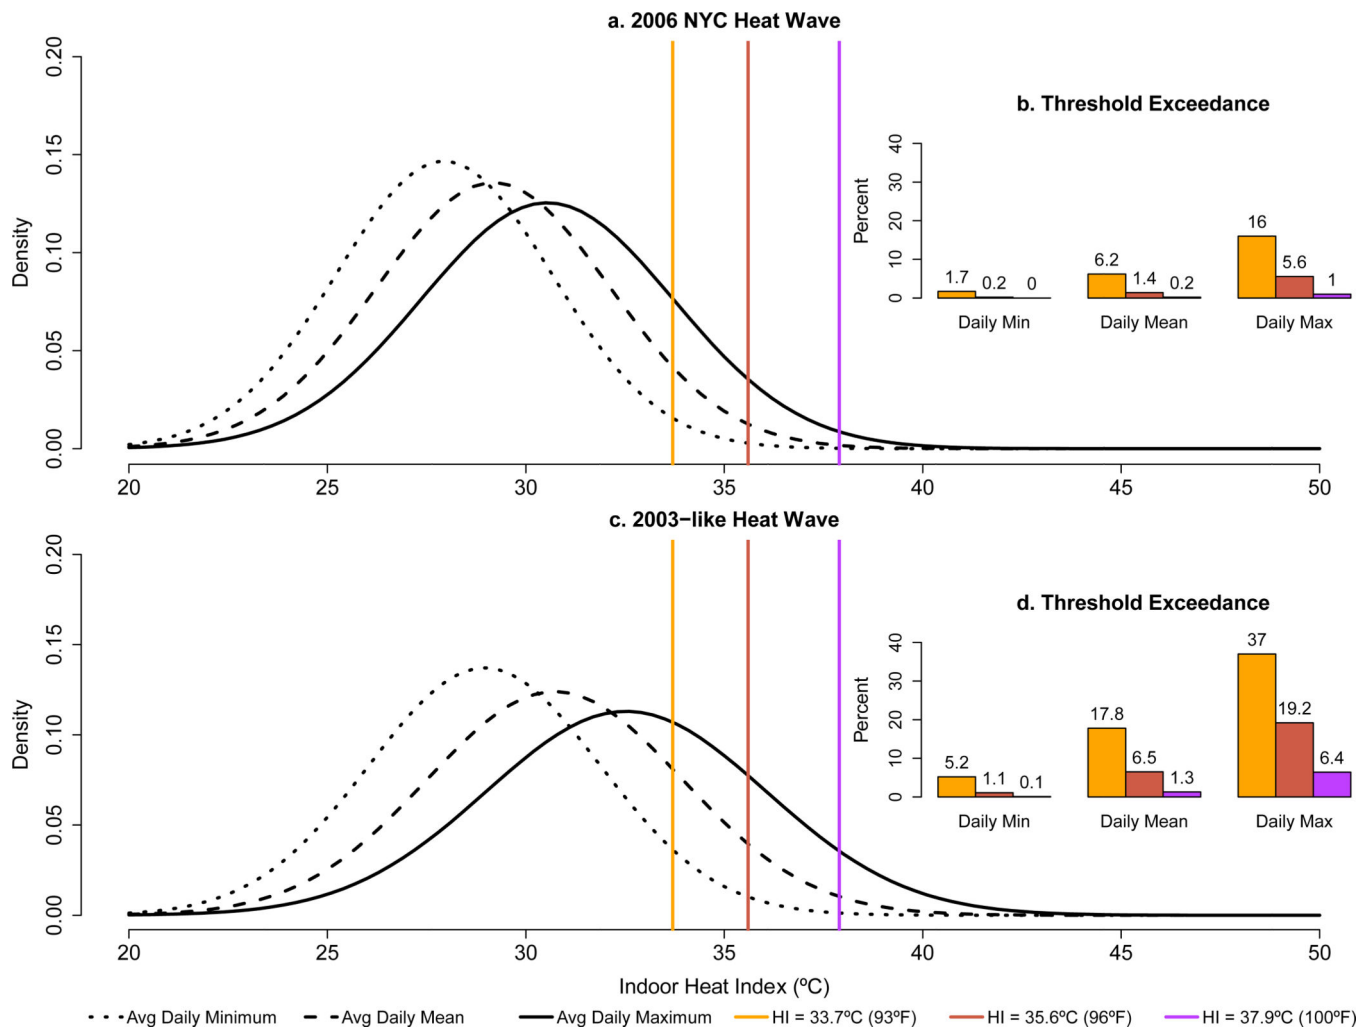 a. 2006 NYC Heat Wave
0.20
0.15
0.10
0.05
0.00
Density
20 25 30 35 40 45 50
b. Threshold Exceedance
40
30
20
10
0
Percent
1.7 0.2 0
6.2 1.4 0.2
16 5.6 1
Daily Min Daily Mean Daily Max
c. 2003−like Heat Wave
0.20
0.15
0.10
0.05
0.00
Density
20 25 30 35 40 45 50
d. Threshold Exceedance
40
30
20
10
0
Percent
5.2 1.1 0.1
17.8 6.5 1.3
37 19.2 6.4
Daily Min Daily Mean Daily Max
Indoor Heat Index (ºC)
Avg Daily Minimum Avg Daily Mean Avg Daily Maximum HI = 33.7ºC (93ºF) HI = 35.6ºC (96ºF) HI = 37.9ºC (100ºF)